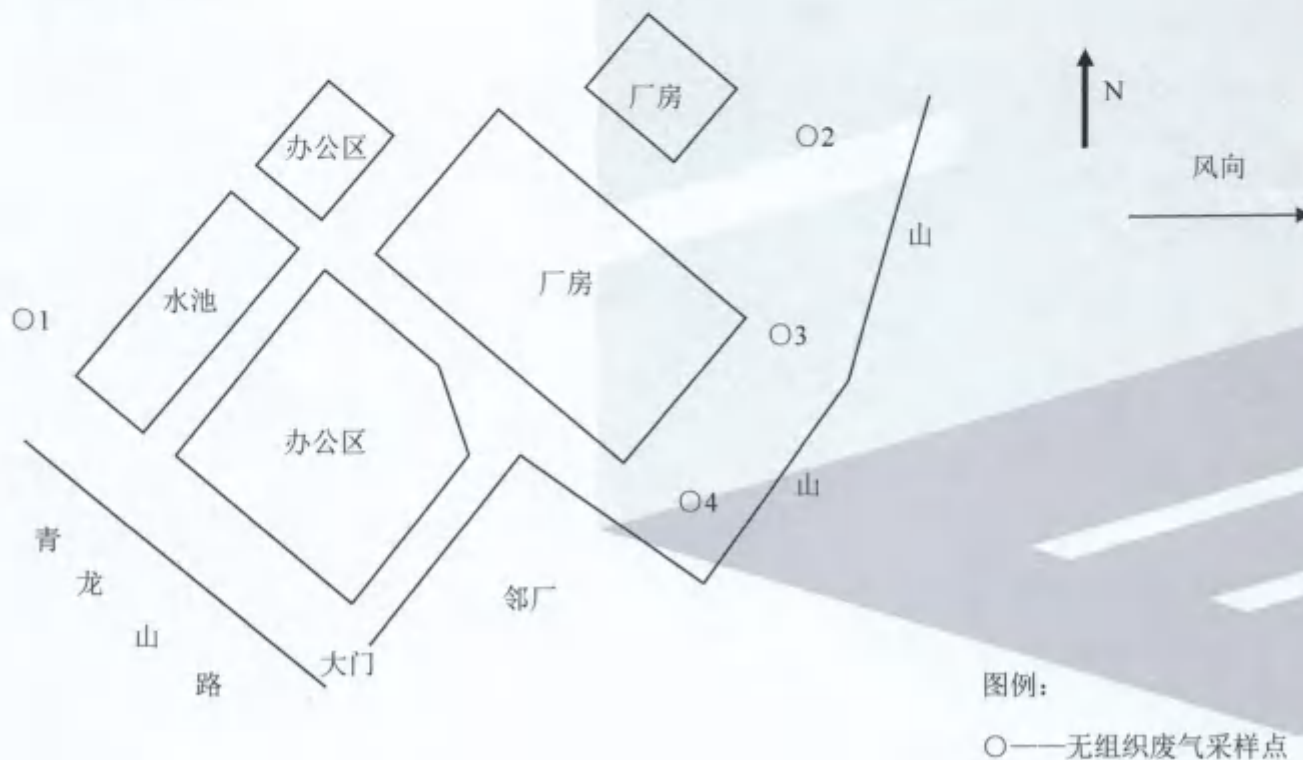 厂房
N
办公区
○2
风向
山
厂房
水池
○1
○3
办公区
山
○4
青龙山路
邻厂
大门
图例：
○——无组织废气采样点